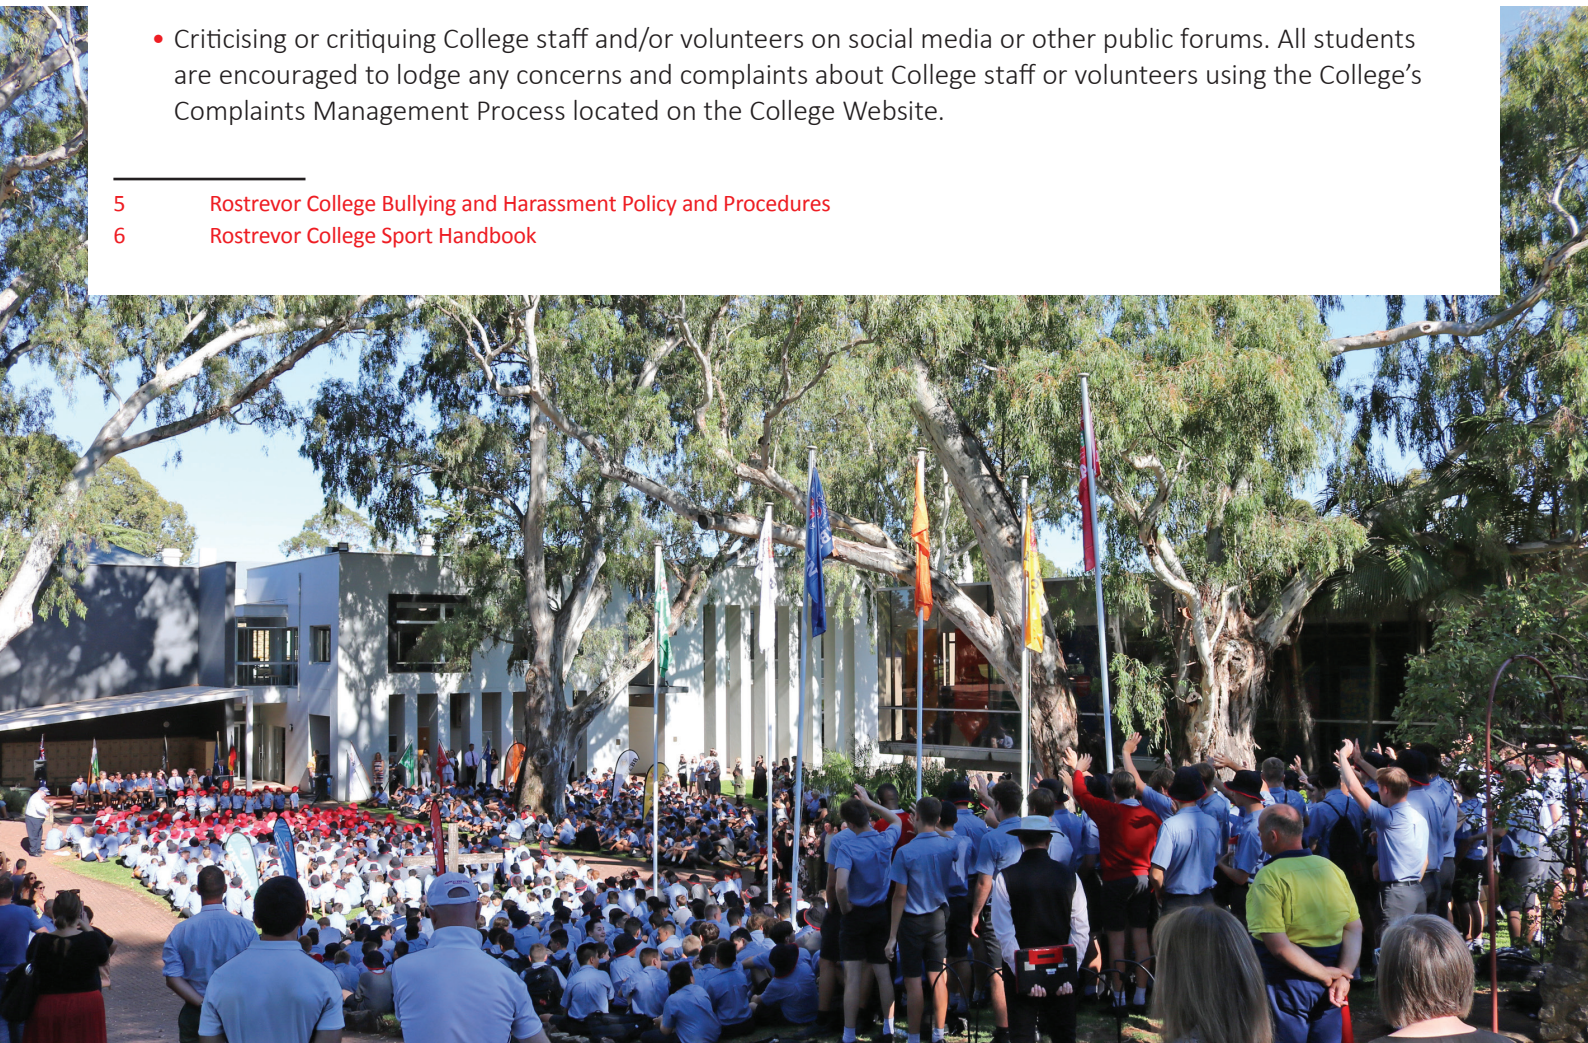 • Criticising or critiquing College staff and/or volunteers on social media or other public forums. All students
are encouraged to lodge any concerns and complaints about College staff or volunteers using the College’s
Complaints Management Process located on the College Website.
5 Rostrevor College Bullying and Harassment Policy and Procedures
6 Rostrevor College Sport Handbook